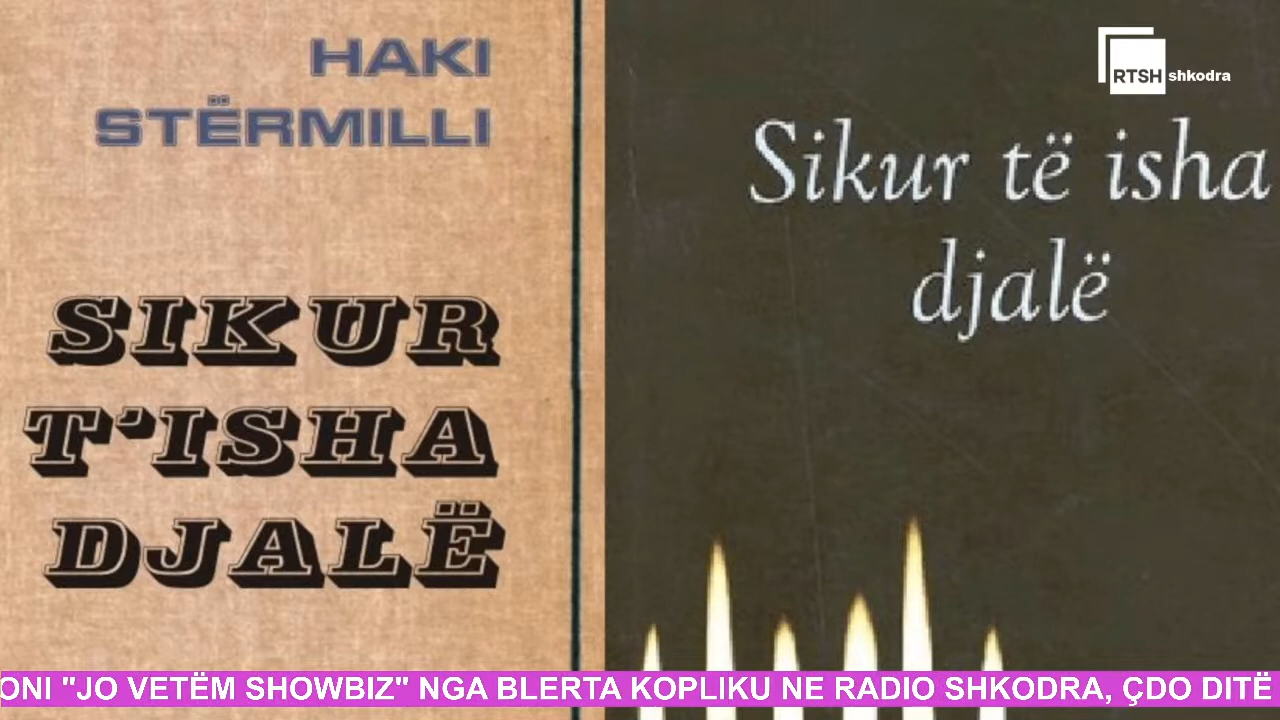 HAKI
STËRMILLI
SIKUR
T'ISHA
DJALË
RTSH shkodra
Sikur të isha
djalë
ONI "JO VETËM SHOWBIZ" NGA BLERTA KOPLIKU NE RADIO SHKODRA, ÇDO DITË